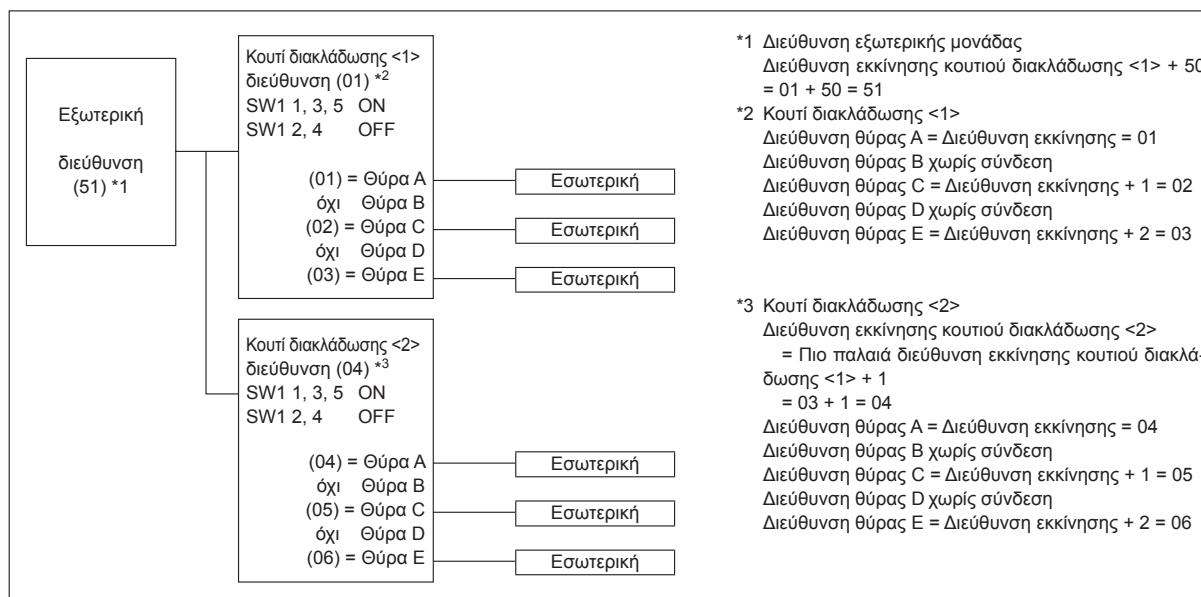 Εξωτερική
διεύθυνση
(51) *1
Κουτί διακλάδωσης <1>
διεύθυνση (01) *2
SW1 1, 3, 5 ON
SW1 2, 4 OFF
(01) = Θύρα A
όχι Θύρα B
(02) = Θύρα C
όχι Θύρα D
(03) = Θύρα E
Εσωτερική
Εσωτερική
Εσωτερική
Κουτί διακλάδωσης <2>
διεύθυνση (04) *3
SW1 1, 3, 5 ON
SW1 2, 4 OFF
(04) = Θύρα A
όχι Θύρα B
(05) = Θύρα C
όχι Θύρα D
(06) = Θύρα E
Εσωτερική
Εσωτερική
Εσωτερική
*1 Διεύθυνση εξωτερικής μονάδας
Διεύθυνση εκκίνησης κουτιού διακλάδωσης <1> + 50
= 01 + 50 = 51
*2 Κουτί διακλάδωσης <1>
Διεύθυνση θύρας A = Διεύθυνση εκκίνησης = 01
Διεύθυνση θύρας B χωρίς σύνδεση
Διεύθυνση θύρας C = Διεύθυνση εκκίνησης + 1 = 02
Διεύθυνση θύρας D χωρίς σύνδεση
Διεύθυνση θύρας E = Διεύθυνση εκκίνησης + 2 = 03
*3 Κουτί διακλάδωσης <2>
Διεύθυνση εκκίνησης κουτιού διακλάδωσης <2>
= Πιο παλαιά διεύθυνση εκκίνησης κουτιού διακλά-
δωσης <1> + 1
= 03 + 1 = 04
Διεύθυνση θύρας A = Διεύθυνση εκκίνησης = 04
Διεύθυνση θύρας B χωρίς σύνδεση
Διεύθυνση θύρας C = Διεύθυνση εκκίνησης + 1 = 05
Διεύθυνση θύρας D χωρίς σύνδεση
Διεύθυνση θύρας E = Διεύθυνση εκκίνησης + 2 = 06